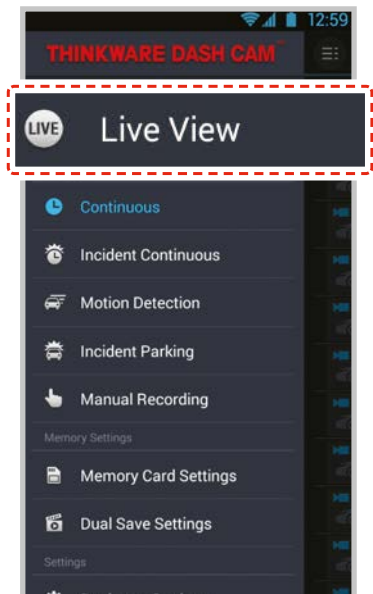 12:59
THINKWARE DASH CAM™
LIVE
Live View
Continuous
Incident Continuous
Motion Detection
Incident Parking
Manual Recording
Memory Settings
Memory Card Settings
Dual Save Settings
Settings